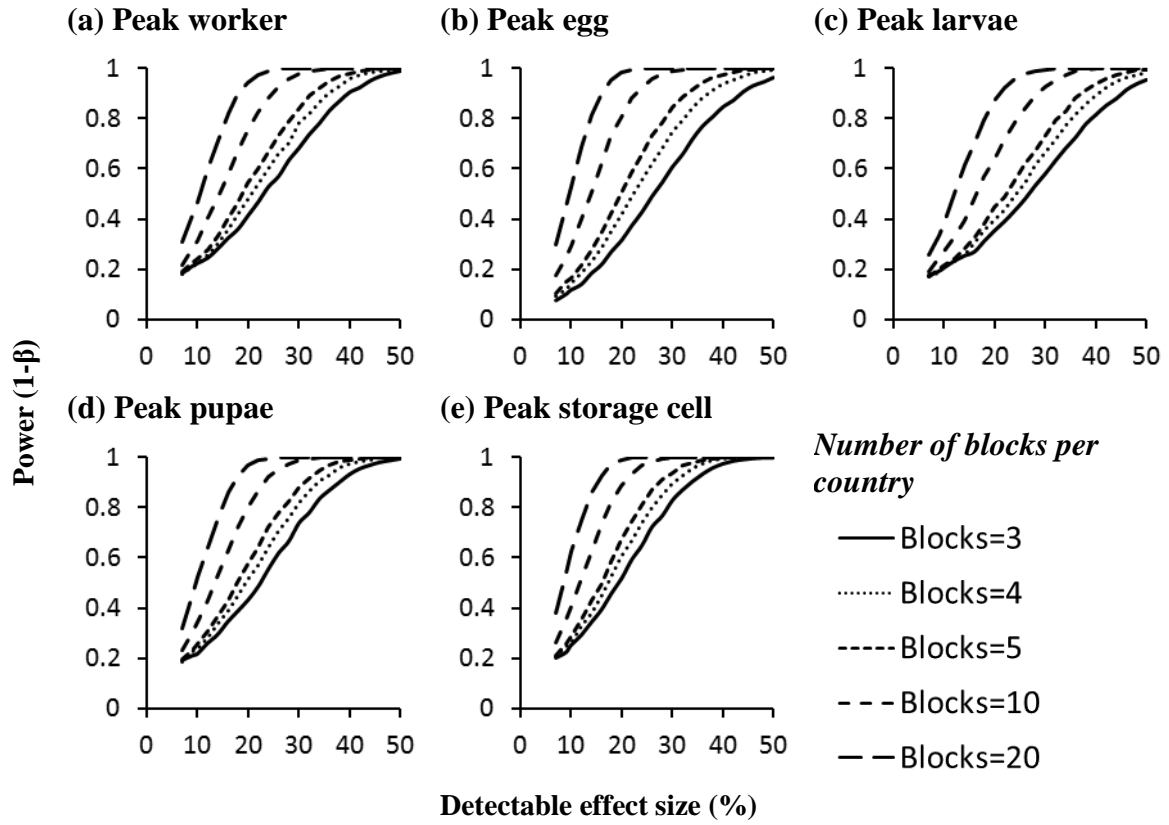 (a) Peak worker
(b) Peak egg
(c) Peak larvae
1
0.8
0.6
0.4
0.2
0
0 10 20 30 40 50
1
0.8
0.6
0.4
0.2
0
0 10 20 30 40 50
1
0.8
0.6
0.4
0.2
0
0 10 20 30 40 50
Power (1-β)
(d) Peak pupae
(e) Peak storage cell
1
0.8
0.6
0.4
0.2
0
0 10 20 30 40 50
1
0.8
0.6
0.4
0.2
0
0 10 20 30 40 50
Number of blocks per
country
Blocks=3
Blocks=4
Blocks=5
Blocks=10
Blocks=20
Detectable effect size (%)